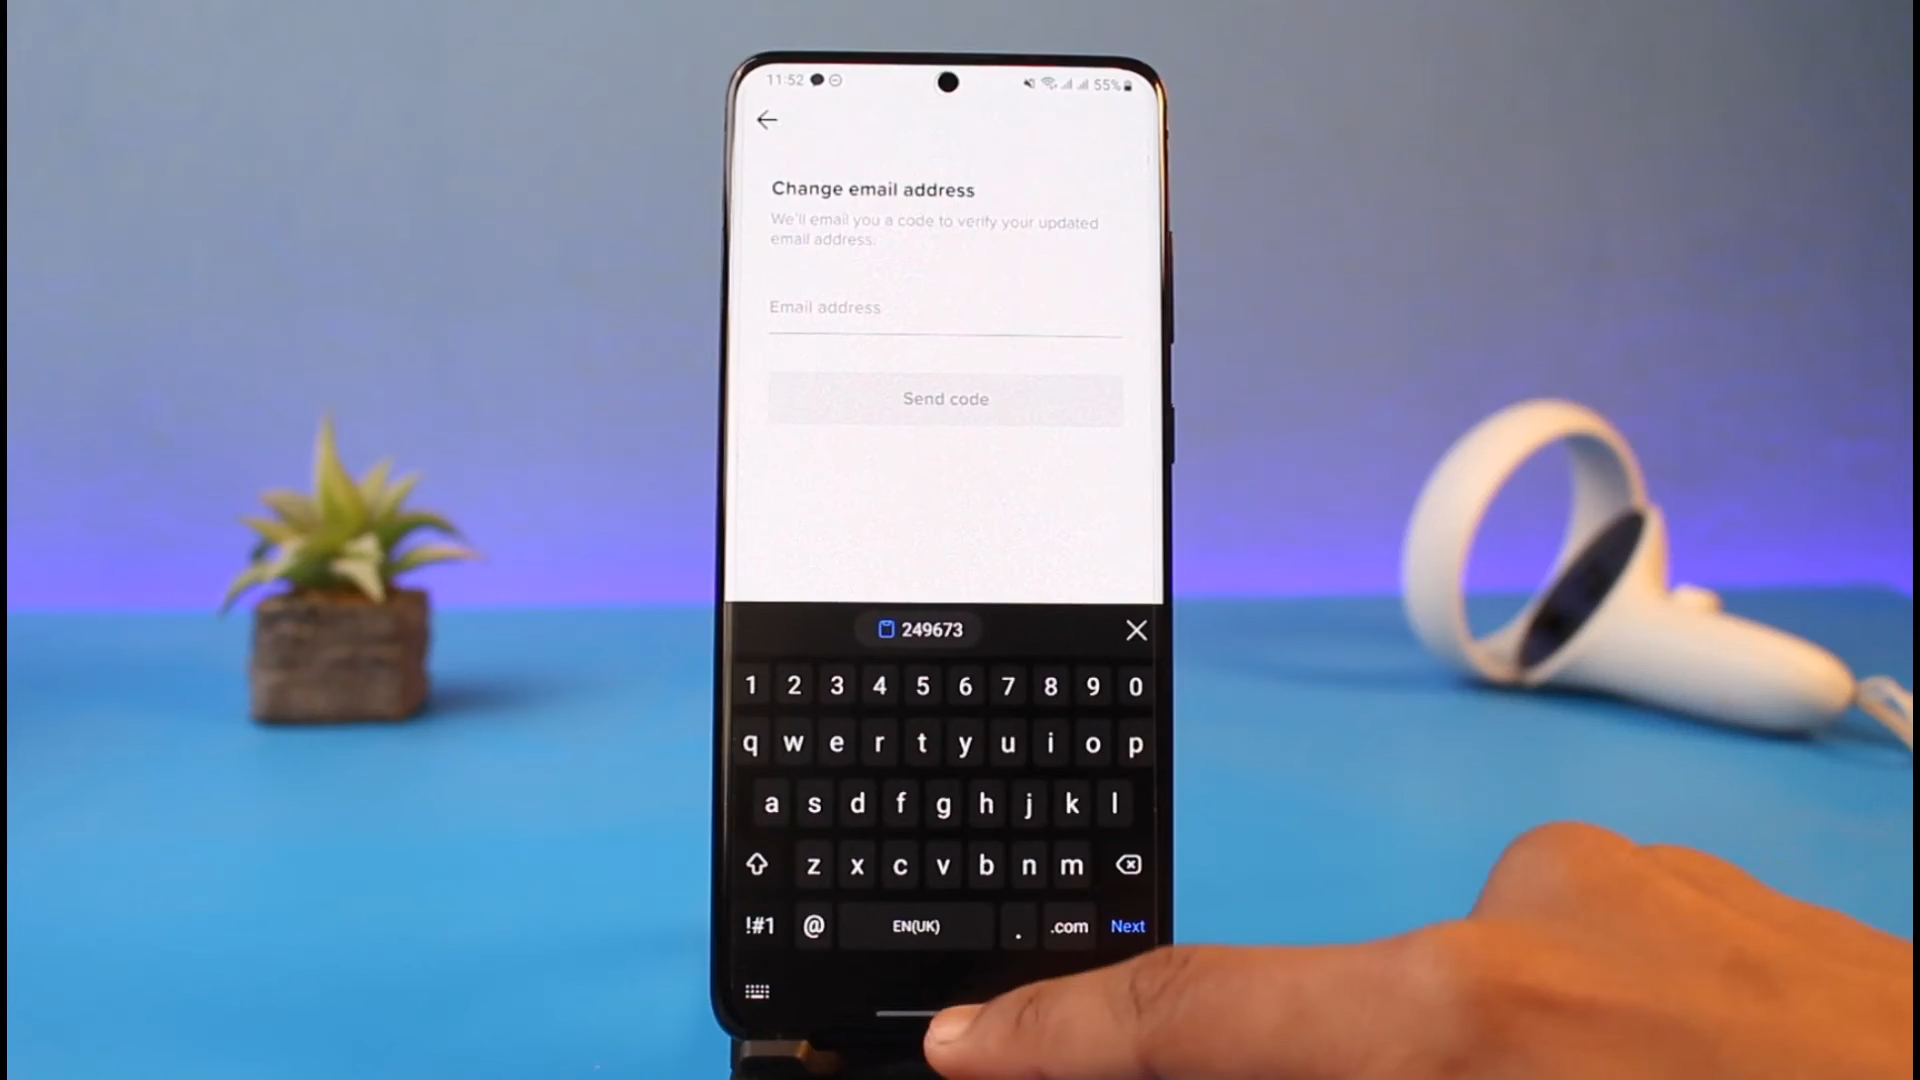 11:52
55%
Change email address
We'll email you a code to verify your updated
email address.
Email address
Send code
249673
1 2 3 4 5 6 7 8 9 0
q w e r t y u i o p
a s d f g h j k l
z x c v b n m
!#1 @ EN(UK) . .com Next